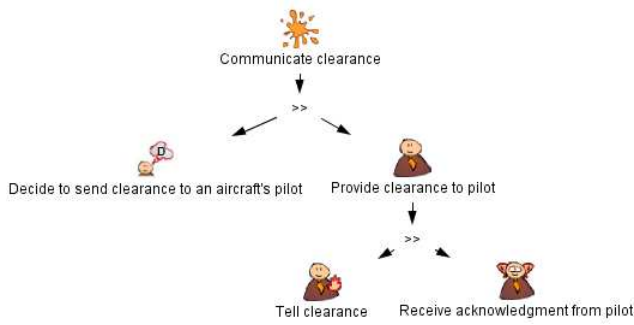 Communicate clearance
>>
D
Decide to send clearance to an aircraft's pilot
Provide clearance to pilot
>>
Tell clearance
Receive acknowledgment from pilot